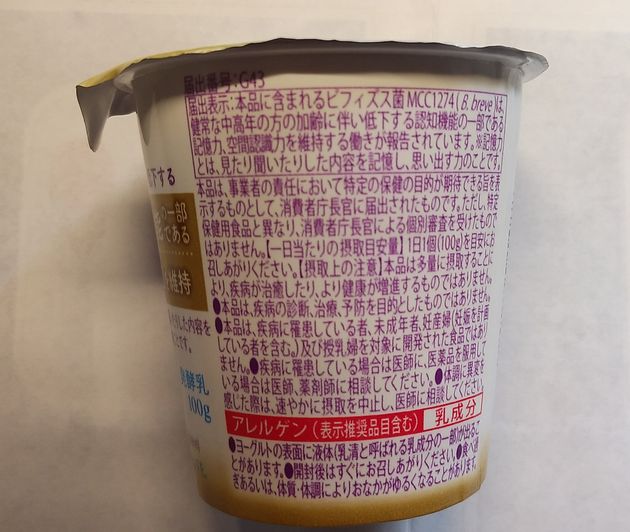 届出番号：G43
届出表示：本品に含まれるビフィズス菌MCC1274（B. breve）は、
健常な中高年の方の加齢に伴い低下する認知機能の一部である
記憶力、空間認識力を維持する働きが報告されています。※記憶力
とは、見たり聞いたりした内容を記憶し、思い出す力のことです。
本品は、事業者の責任において特定の保健の目的が期待できる旨を表
示するものとして、消費者庁長官に届出されたものです。ただし、特定
保健用食品と異なり、消費者庁長官による個別審査を受けたもので
はありません。【一日当たりの摂取目安量】1日1個(100g)を目安にお
召しあがりください。【摂取上の注意】本品は多量に摂取することに
より、疾病が治癒したり、より健康が増進するものではありません。
●本品は、疾病の診断、治療、予防を目的としたものではありません。
●本品は、疾病に罹患している者、未成年者、妊産婦(妊娠を計画
している者を含む。)及び授乳婦を対象に開発された食品ではあり
ません。●疾病に罹患している場合は医師に、医薬品を服用して
いる場合は医師、薬剤師に相談してください。●体調に異変を
感じた際は、速やかに摂取を中止し、医師に相談してください。
アレルゲン（表示推奨品目含む） 乳成分
●ヨーグルトの表面に液体(乳清と呼ばれる乳成分の一部)が出るこ
とがあります。●開封後はすぐにお召しあがりください。●食べ過
ぎあるいは、体質・体調によりおなかがゆるくなることがあります。
下する
の一部
である
維持
した内容を
とです。
酵乳
100g